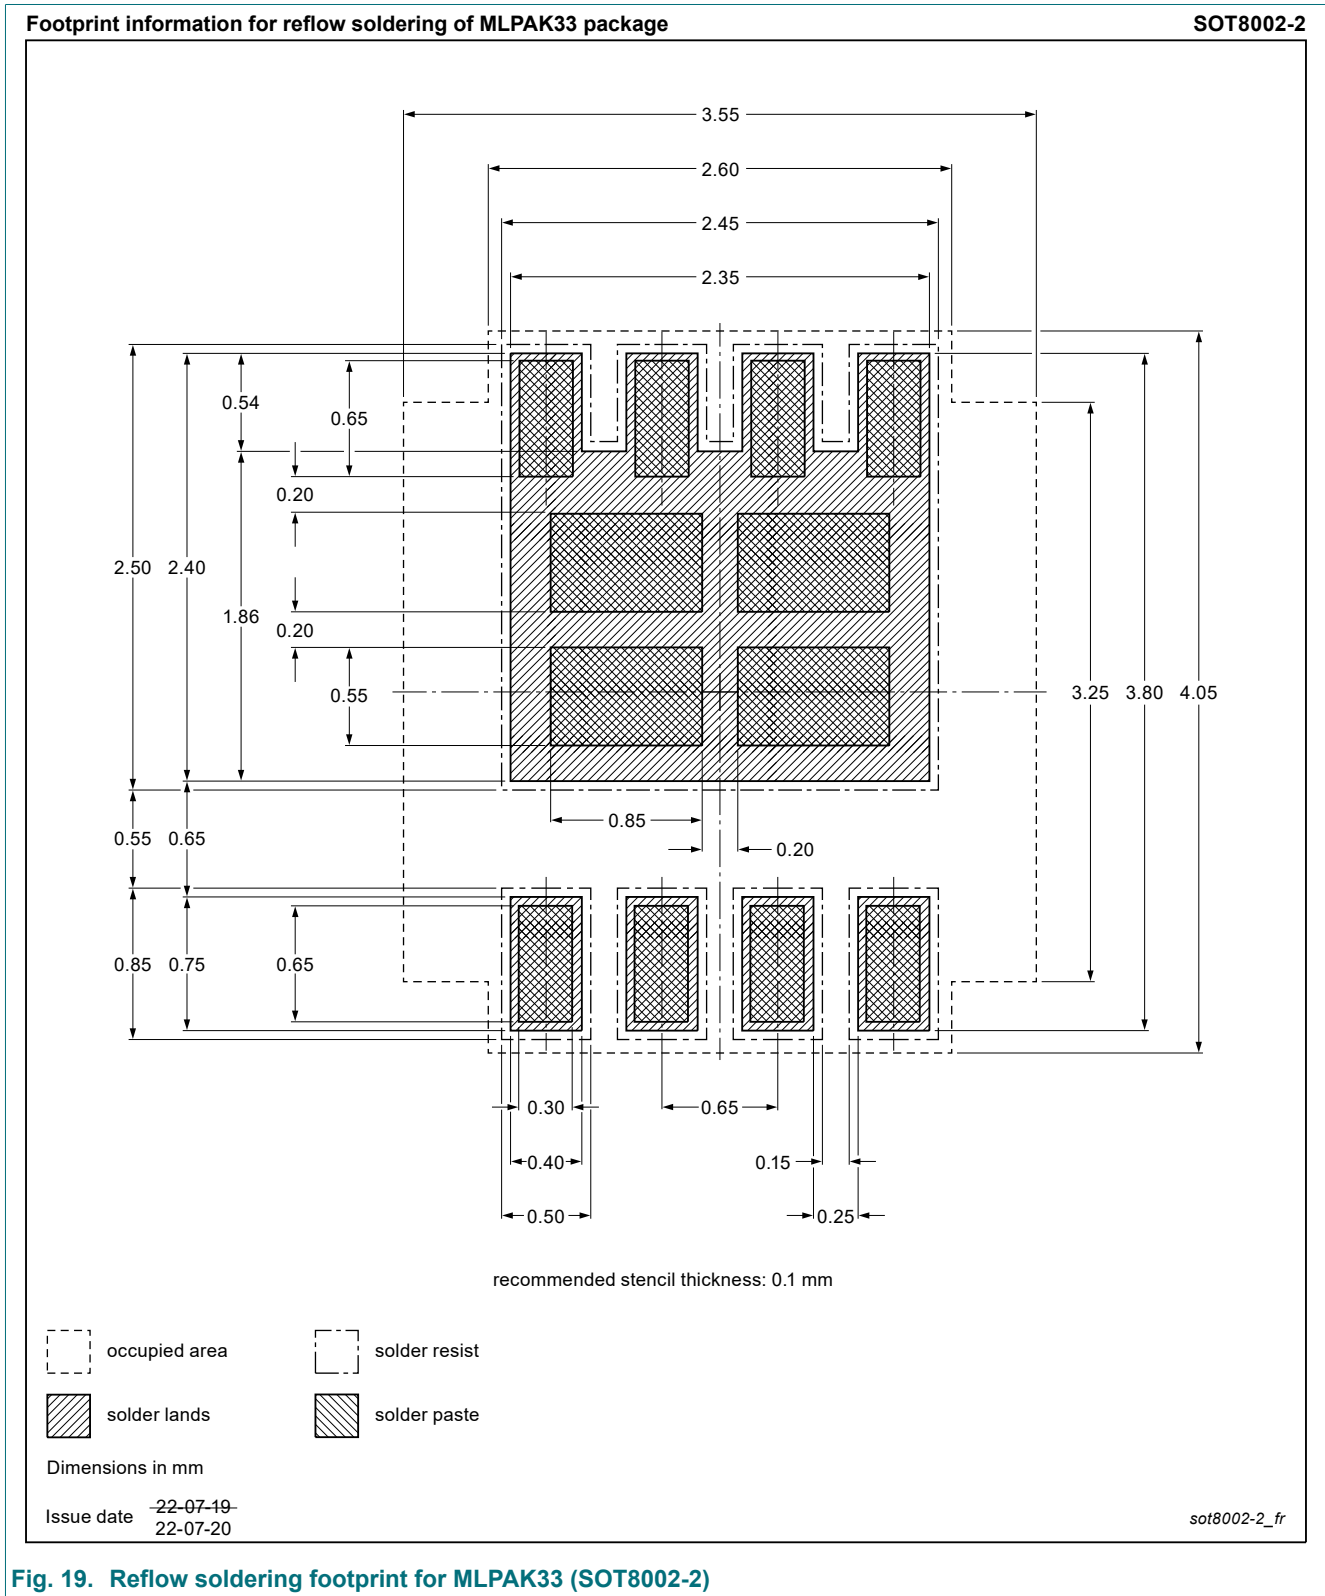 Footprint information for reflow soldering of MLPAK33 package SOT8002-2
3.55
2.60
2.45
2.35
0.54
0.65
0.20
2.50 2.40
1.86
0.20
0.55
3.25 3.80 4.05
0.85
0.55 0.65
0.20
0.85 0.75 0.65
0.30 0.65
0.40 0.15
0.50 0.25
recommended stencil thickness: 0.1 mm
occupied area solder resist
solder lands solder paste
Dimensions in mm
22-07-19
Issue date
22-07-20
sot8002-2_fr
Fig. 19. Reflow soldering footprint for MLPAK33 (SOT8002-2)